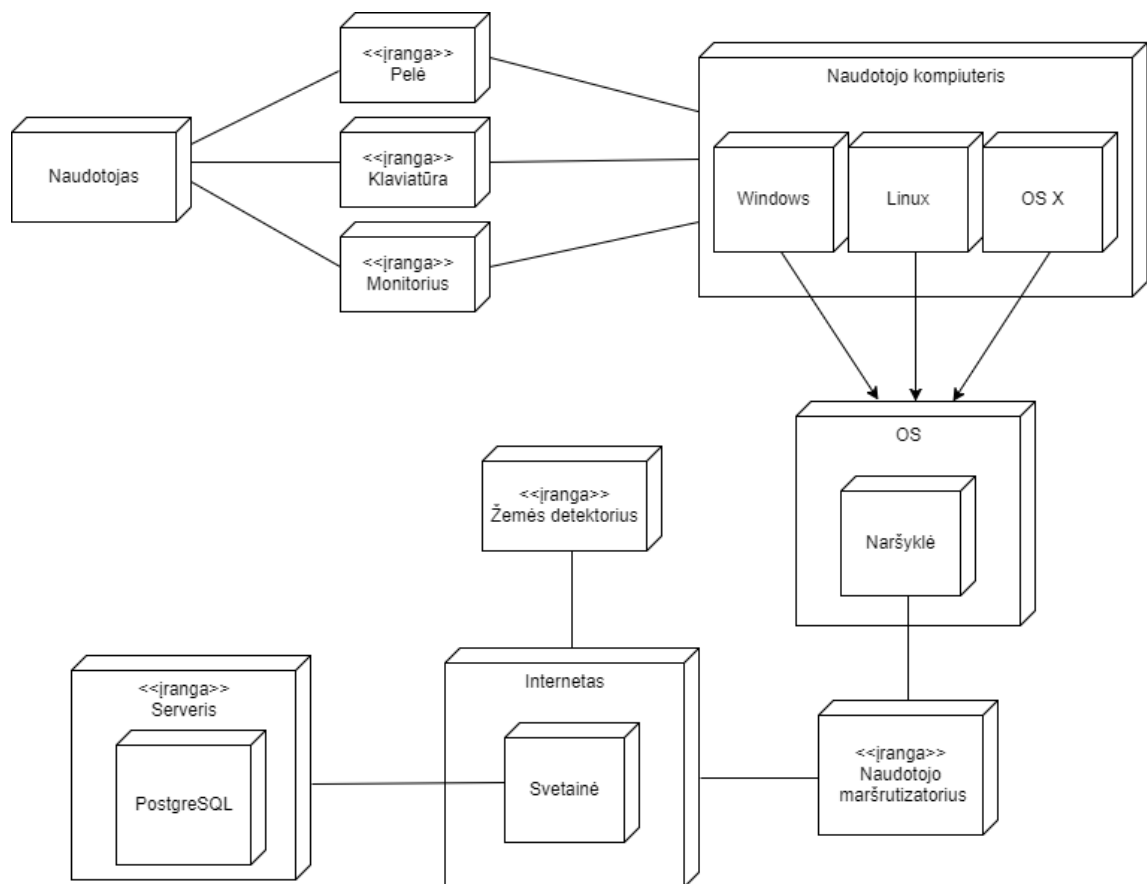 <<įranga>>
Pelė
Naudotojas
<<įranga>>
Klaviatūra
<<įranga>>
Monitorius
Naudotojo kompiuteris
Windows
Linux
OS X
OS
Naršyklė
<<įranga>>
Žemės detektorius
<<įranga>>
Serveris
PostgreSQL
Internetas
Svetainė
<<įranga>>
Naudotojo
maršrutizatorius